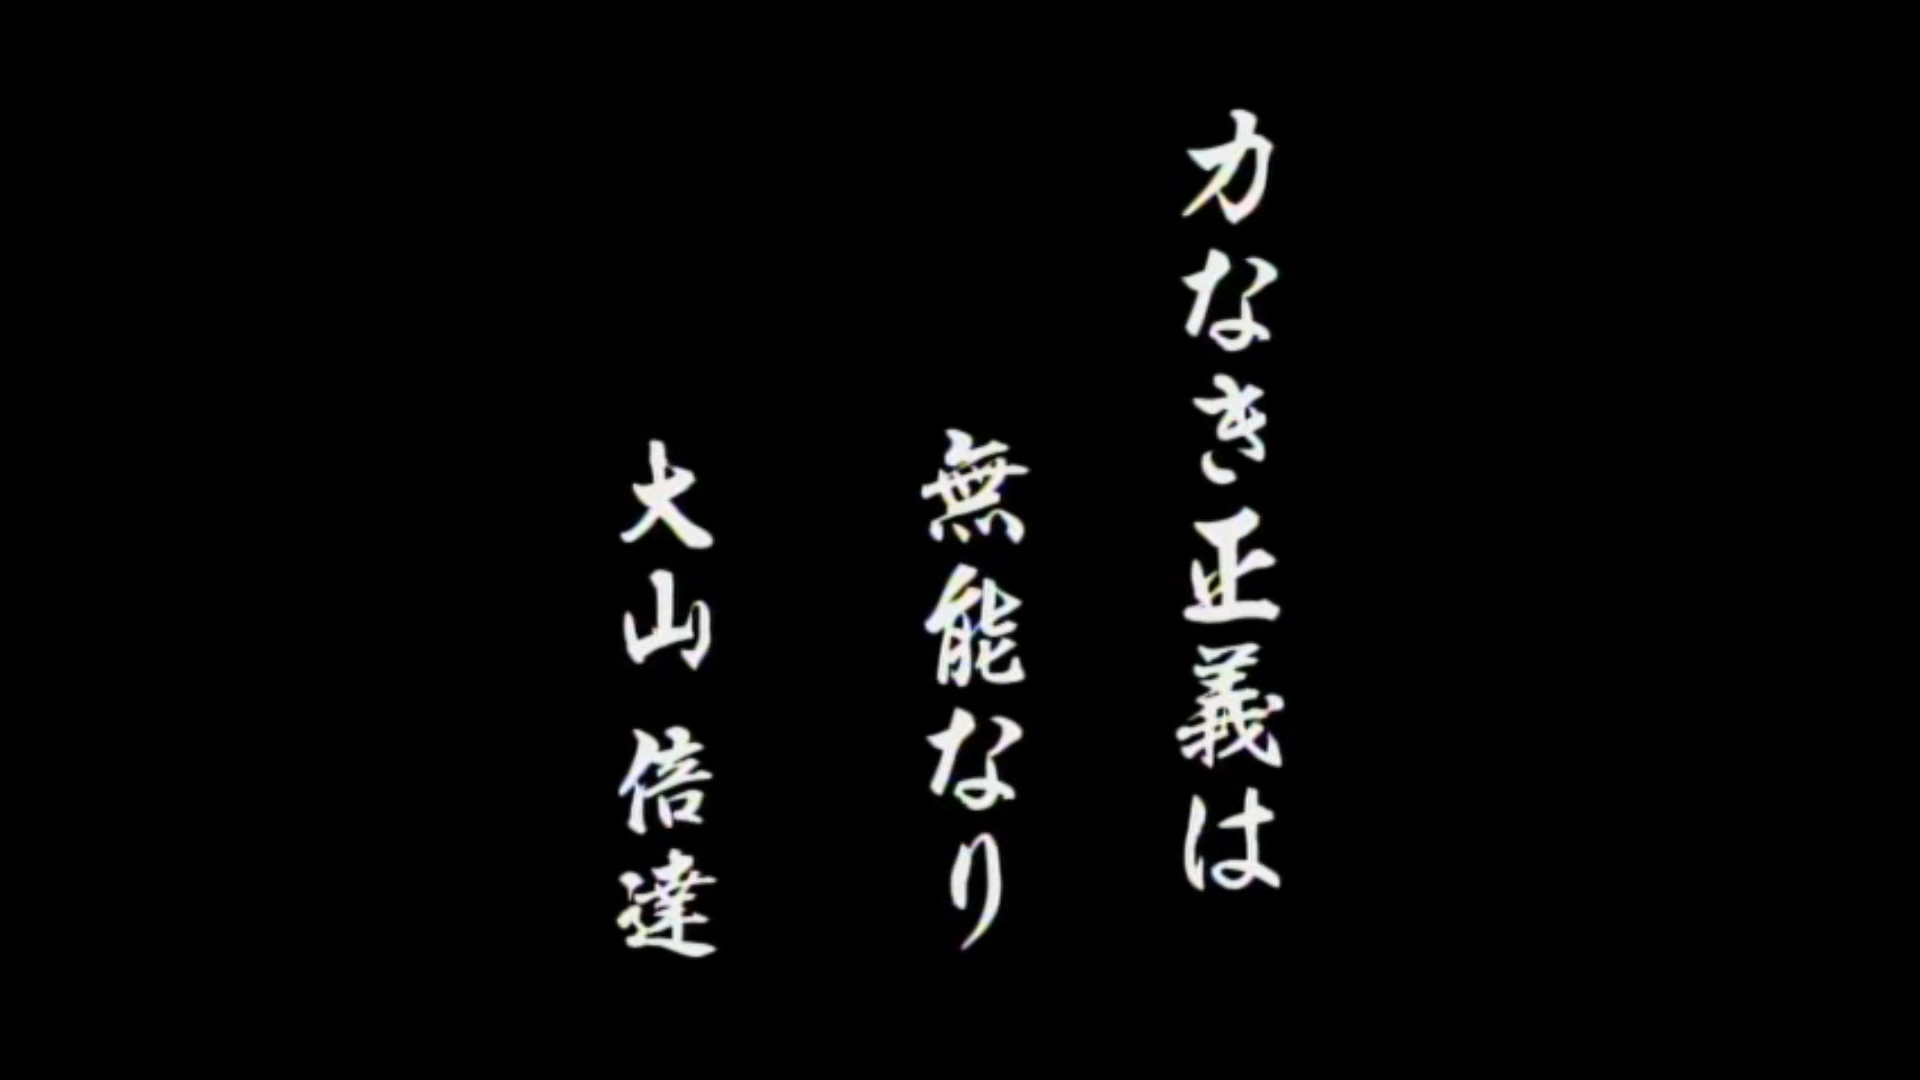 力なき正義は
無能なり
大山 倍達